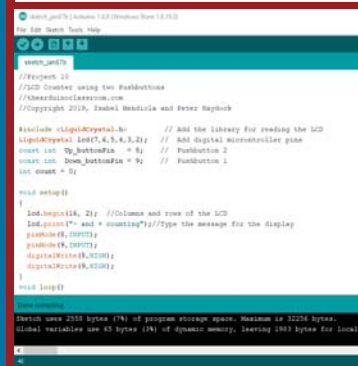 sketch_jan07b | Arduino 1.8.5 (Windows Store 1.8.19.0)
File Edit Sketch Tools Help
sketch_jan07b
//Project 10
//LCD Counter using two Pushbuttons
//thearduinoclassroom.com
//Copyright 2019, Isabel Mendiola and Peter Haydock
#include <LiquidCrystal.h> // Add the library for reading the LCD
LiquidCrystal lcd(7,6,5,4,3,2); // Add digital microcontroller pins
const int Up_buttonPin = 8; // Pushbutton 2
const int Down_buttonPin = 9; // Pushbutton 1
int count = 0;
void setup()
{
lcd.begin(16, 2); //Columns and rows of the LCD
lcd.print("- and + counting");//Type the message for the display
pinMode(8,INPUT);
pinMode(9,INPUT);
digitalWrite(8,HIGH);
digitalWrite(9,HIGH);
}
void loop()
Done compiling.
Sketch uses 2550 bytes (7%) of program storage space. Maximum is 32256 bytes.
Global variables use 65 bytes (3%) of dynamic memory, leaving 1983 bytes for local